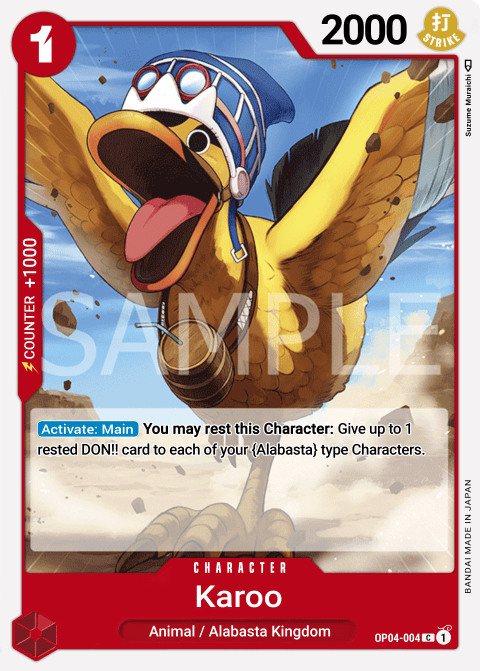 1
2000
打
STRIKE
Suzume Muraichi
COUNTER +1000
SAMPLE
Activate: Main You may rest this Character: Give up to 1
rested DON!! card to each of your {Alabasta} type Characters.
BANDAI MADE IN JAPAN
CHARACTER
Karoo
Animal / Alabasta Kingdom
OP04-004 C 1